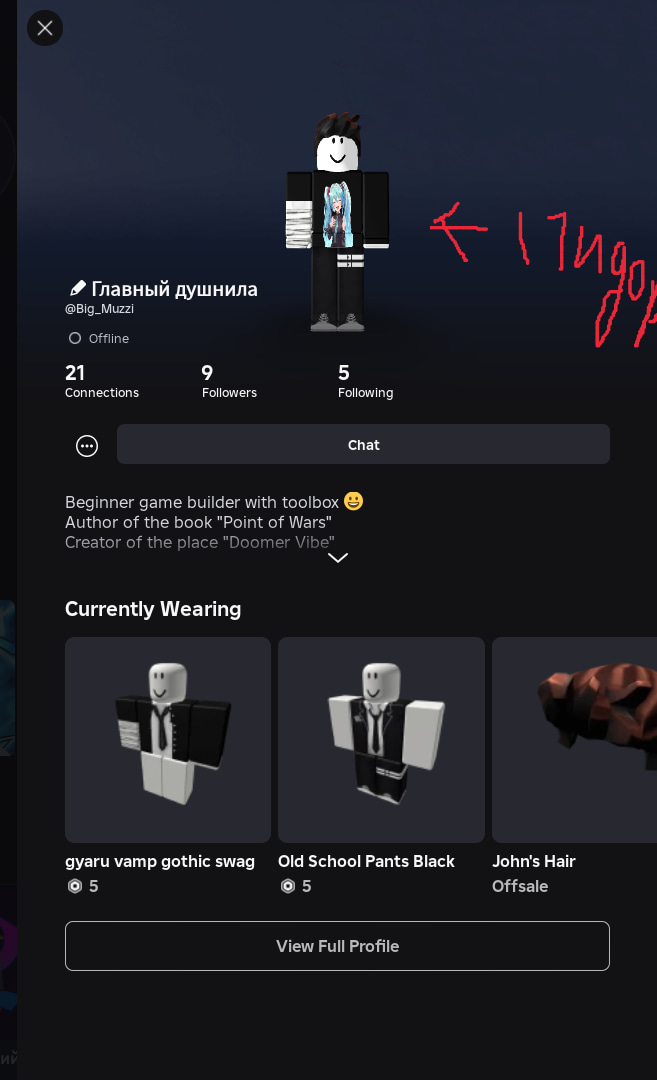 Главный душнила
@Big_Muzzi
Offline
21 9 5
Connections Followers Following
Chat
Beginner game builder with toolbox 😀
Author of the book "Point of Wars"
Creator of the place "Doomer Vibe"
Currently Wearing
gyaru vamp gothic swag Old School Pants Black John's Hair
5 5 Offsale
View Full Profile